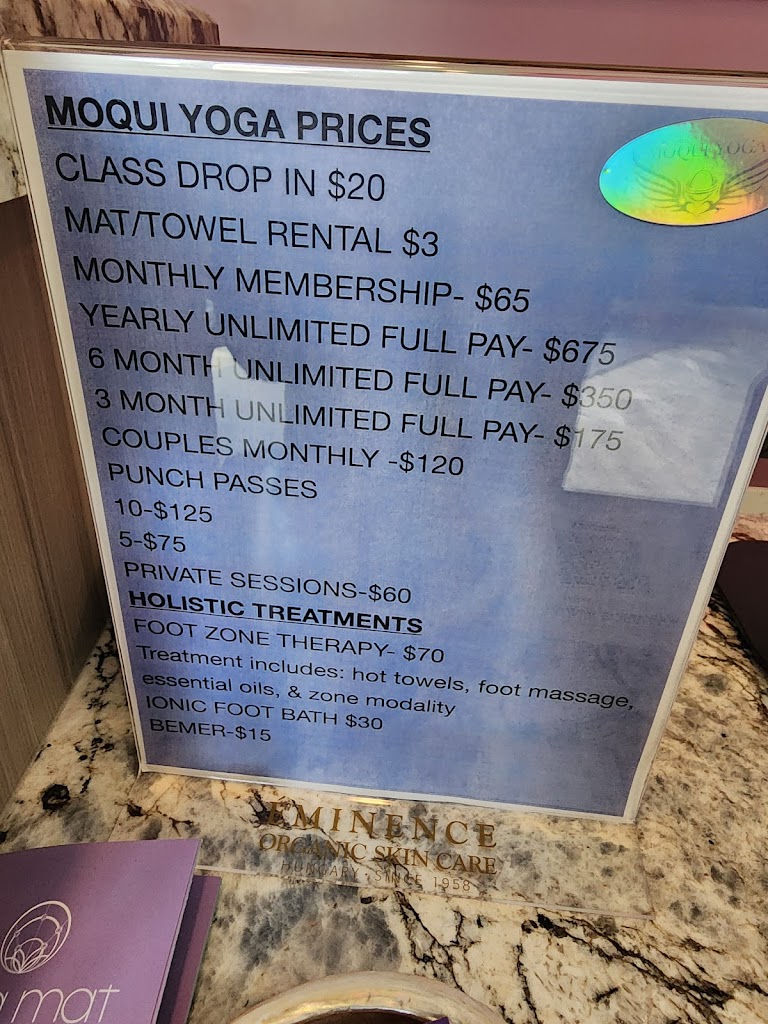 MOQUI YOGA PRICES
MOQUI YOGA
CLASS DROP IN $20
MAT/TOWEL RENTAL $3
MONTHLY MEMBERSHIP- $65
YEARLY UNLIMITED FULL PAY- $675
6 MONTH UNLIMITED FULL PAY- $350
3 MONTH UNLIMITED FULL PAY- $175
COUPLES MONTHLY -$120
PUNCH PASSES
10-$125
5-$75
PRIVATE SESSIONS-$60
HOLISTIC TREATMENTS
FOOT ZONE THERAPY- $70
Treatment includes: hot towels, foot massage,
essential oils, & zone modality
IONIC FOOT BATH $30
BEMER-$15
EMINENCE
ORGANIC SKIN CARE
HUNGARY · SINCE 1958
mat